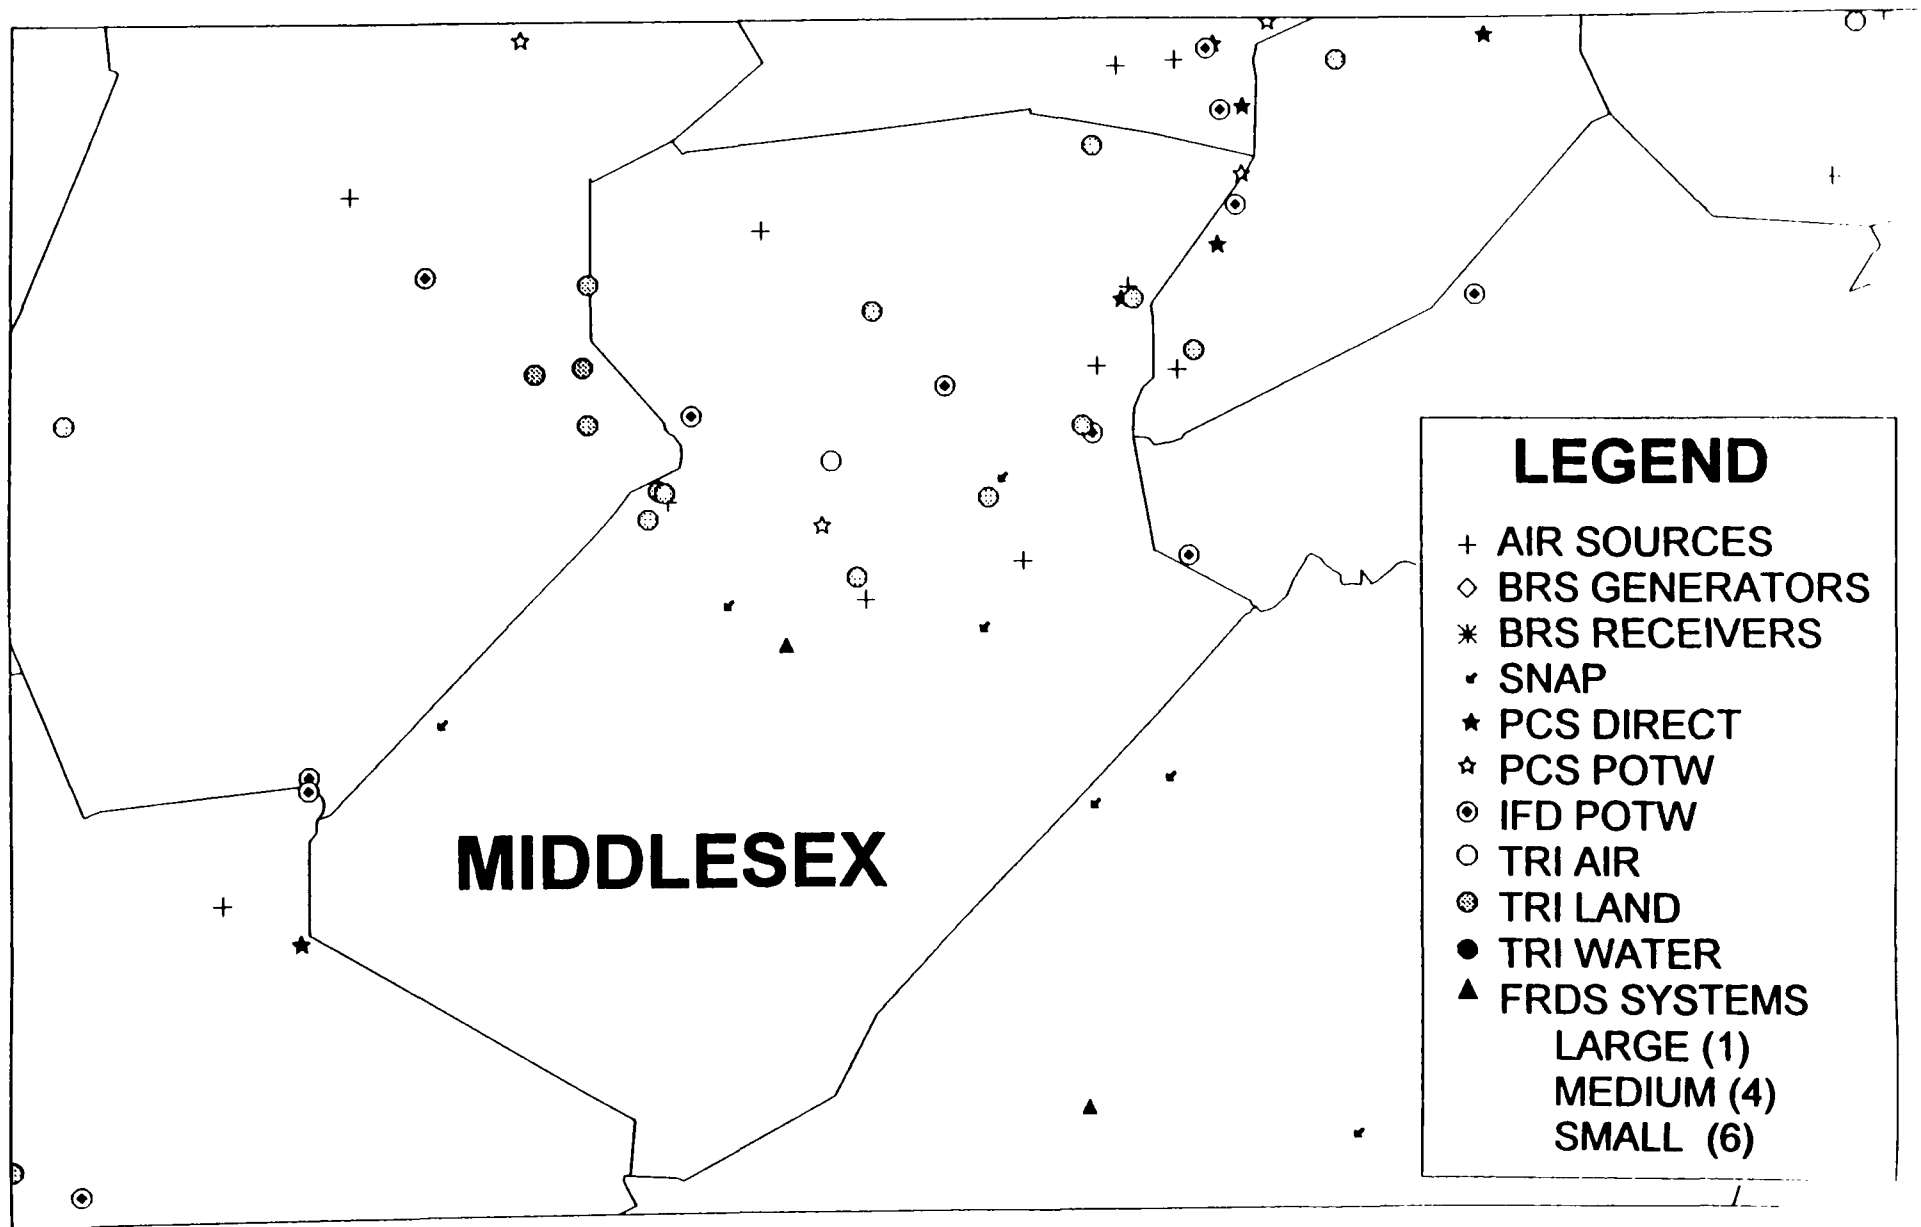 MIDDLESEX
LEGEND
AIR SOURCES
BRS GENERATORS
BRS RECEIVERS
SNAP
PCS DIRECT
PCS POTW
IFD POTW
TRI AIR
TRI LAND
TRI WATER
FRDS SYSTEMS
LARGE (1)
MEDIUM (4)
SMALL (6)